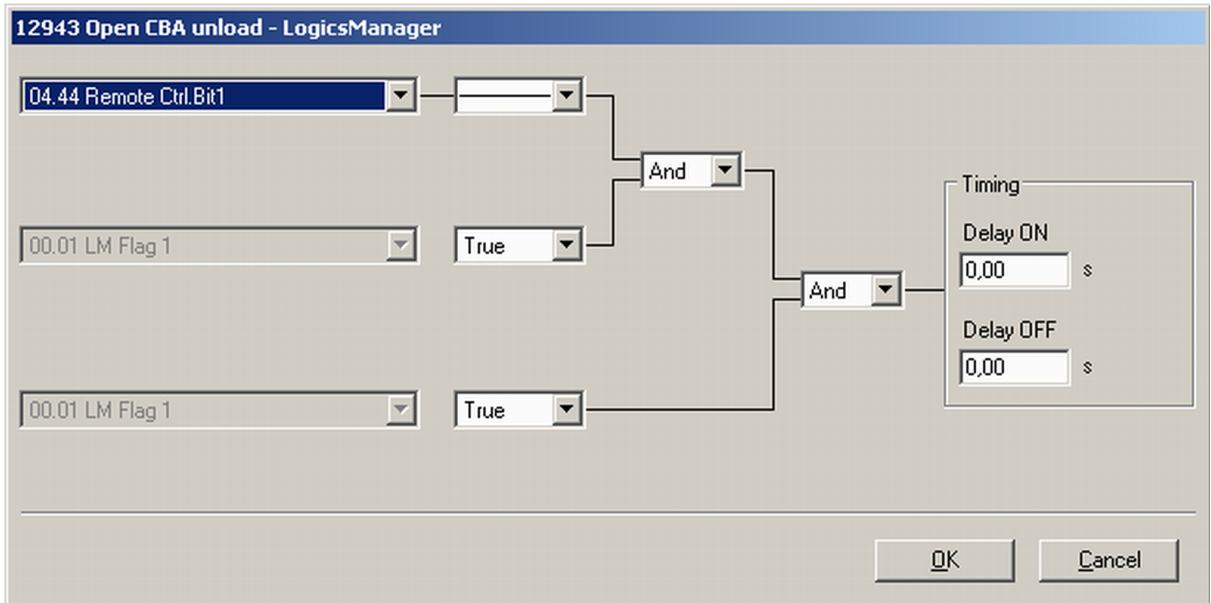 12943 Open CBA unload - LogicsManager
04.44 Remote Ctrl.Bit1
And
Timing
00.01 LM Flag 1 True
Delay ON
0,00 s
And
Delay OFF
0,00 s
00.01 LM Flag 1 True
OK Cancel